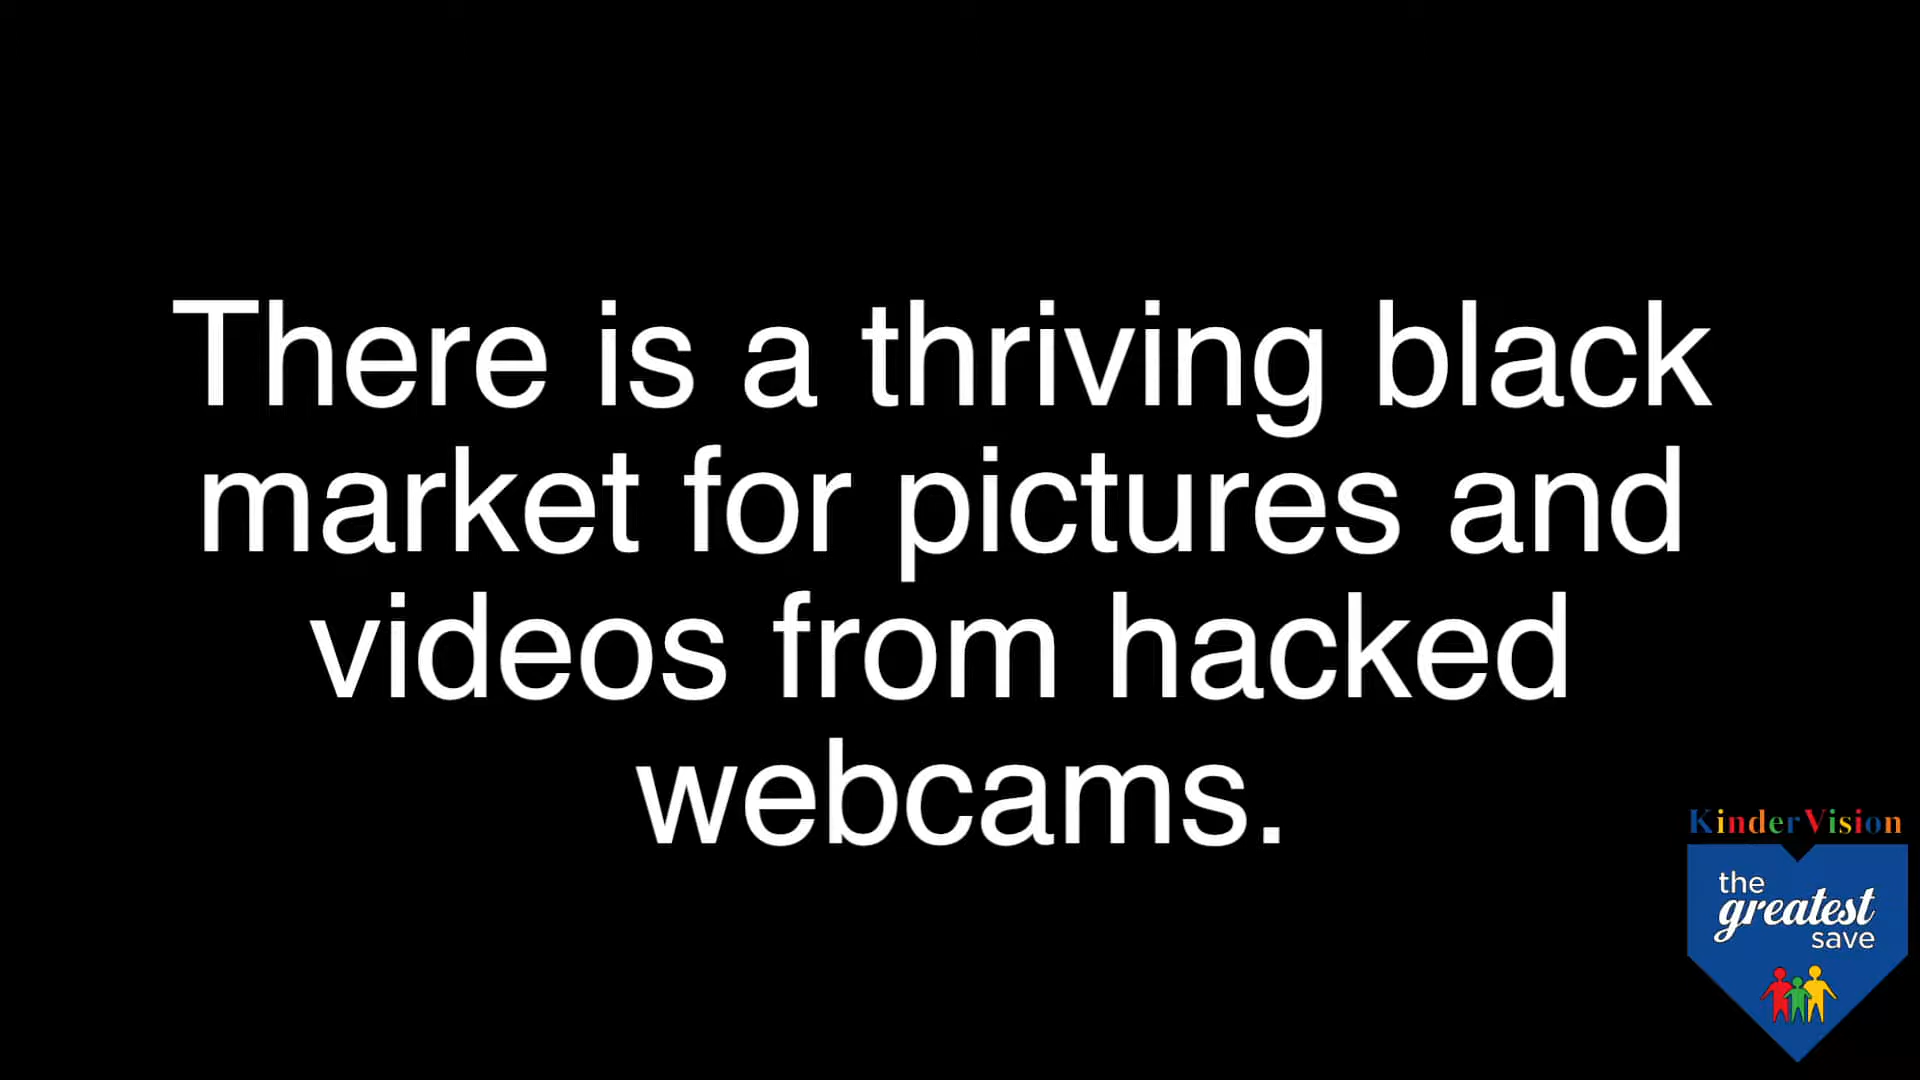 There is a thriving black
market for pictures and
videos from hacked
webcams.
KinderVision
the
greatest
save